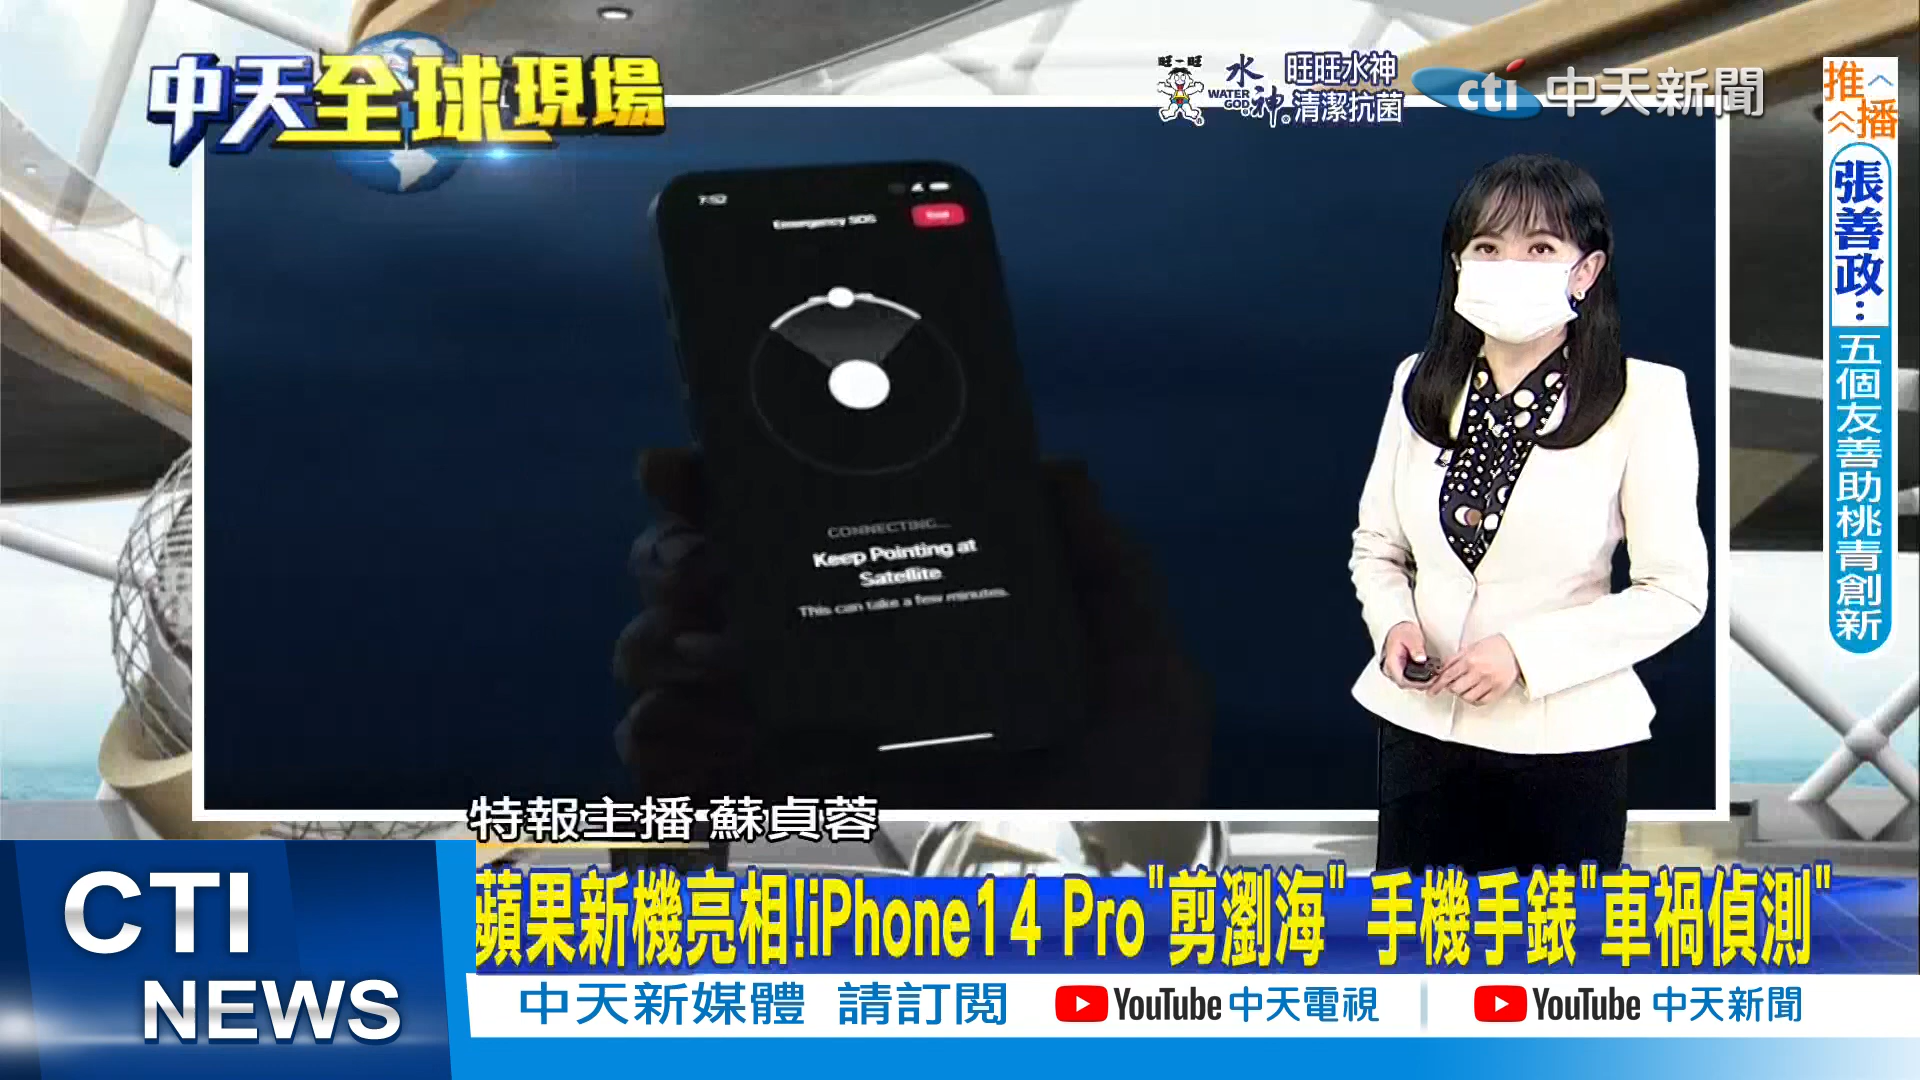 中天全球現場
旺一旺
WATER GOD
水神
旺旺水神
清潔抗菌
cti 中天新聞
推播
張善政:
五個友善助桃青創新
7:52
Emergency SOS
CONNECTING...
Keep Pointing at
Satellite
This can take a few minutes.
特報主播 蘇貞蓉
CTI
NEWS
蘋果新機亮相!iPhone14 Pro"剪瀏海" 手機手錶"車禍偵測"
中天新媒體 請訂閱 YouTube 中天電視 YouTube 中天新聞